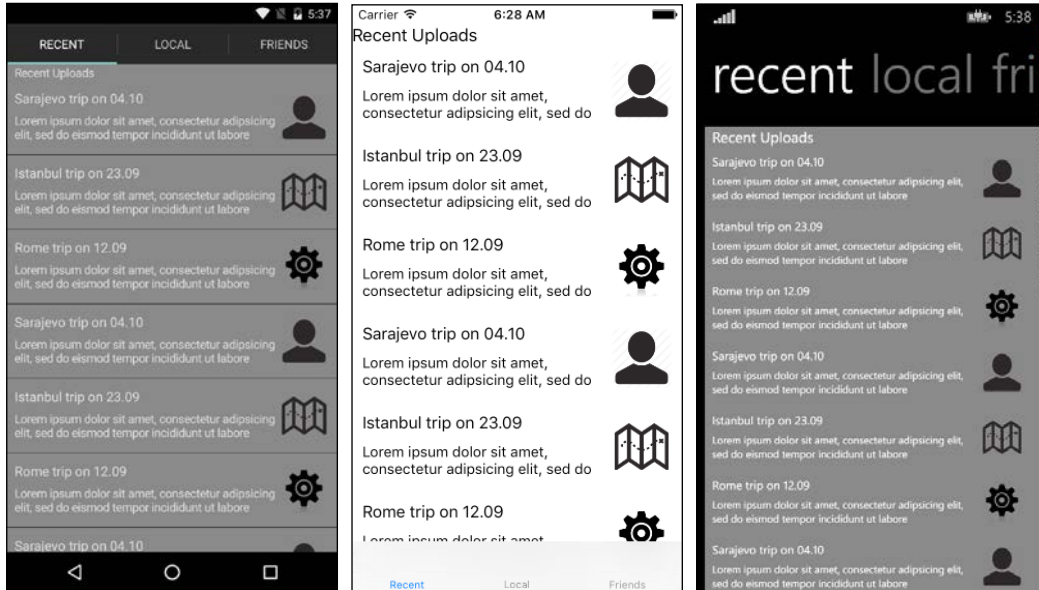 5:37
RECENT LOCAL FRIENDS
Recent Uploads
Sarajevo trip on 04.10
Lorem ipsum dolor sit amet, consectetur adipsicing
elit, sed do eismod tempor incididunt ut labore
Istanbul trip on 23.09
Lorem ipsum dolor sit amet, consectetur adipsicing
elit, sed do eismod tempor incididunt ut labore
Rome trip on 12.09
Lorem ipsum dolor sit amet, consectetur adipsicing
elit, sed do eismod tempor incididunt ut labore
Sarajevo trip on 04.10
Lorem ipsum dolor sit amet, consectetur adipsicing
elit, sed do eismod tempor incididunt ut labore
Istanbul trip on 23.09
Lorem ipsum dolor sit amet, consectetur adipsicing
elit, sed do eismod tempor incididunt ut labore
Rome trip on 12.09
Lorem ipsum dolor sit amet, consectetur adipsicing
elit, sed do eismod tempor incididunt ut labore
Sarajevo trip on 04.10
Carrier 6:28 AM
Recent Uploads
Sarajevo trip on 04.10
Lorem ipsum dolor sit amet,
consectetur adipsicing elit, sed do
Istanbul trip on 23.09
Lorem ipsum dolor sit amet,
consectetur adipsicing elit, sed do
Rome trip on 12.09
Lorem ipsum dolor sit amet,
consectetur adipsicing elit, sed do
Sarajevo trip on 04.10
Lorem ipsum dolor sit amet,
consectetur adipsicing elit, sed do
Istanbul trip on 23.09
Lorem ipsum dolor sit amet,
consectetur adipsicing elit, sed do
Rome trip on 12.09
Lorem ipsum dolor sit amet
Recent Local Friends
5:38
recent local fri
Recent Uploads
Sarajevo trip on 04.10
Lorem ipsum dolor sit amet, consectetur adipsicing elit,
sed do eismod tempor incididunt ut labore
Istanbul trip on 23.09
Lorem ipsum dolor sit amet, consectetur adipsicing elit,
sed do eismod tempor incididunt ut labore
Rome trip on 12.09
Lorem ipsum dolor sit amet, consectetur adipsicing elit,
sed do eismod tempor incididunt ut labore
Sarajevo trip on 04.10
Lorem ipsum dolor sit amet, consectetur adipsicing elit,
sed do eismod tempor incididunt ut labore
Istanbul trip on 23.09
Lorem ipsum dolor sit amet, consectetur adipsicing elit,
sed do eismod tempor incididunt ut labore
Rome trip on 12.09
Lorem ipsum dolor sit amet, consectetur adipsicing elit,
sed do eismod tempor incididunt ut labore
Sarajevo trip on 04.10
Lorem ipsum dolor sit amet, consectetur adipsicing elit,
sed do eismod tempor incididunt ut labore